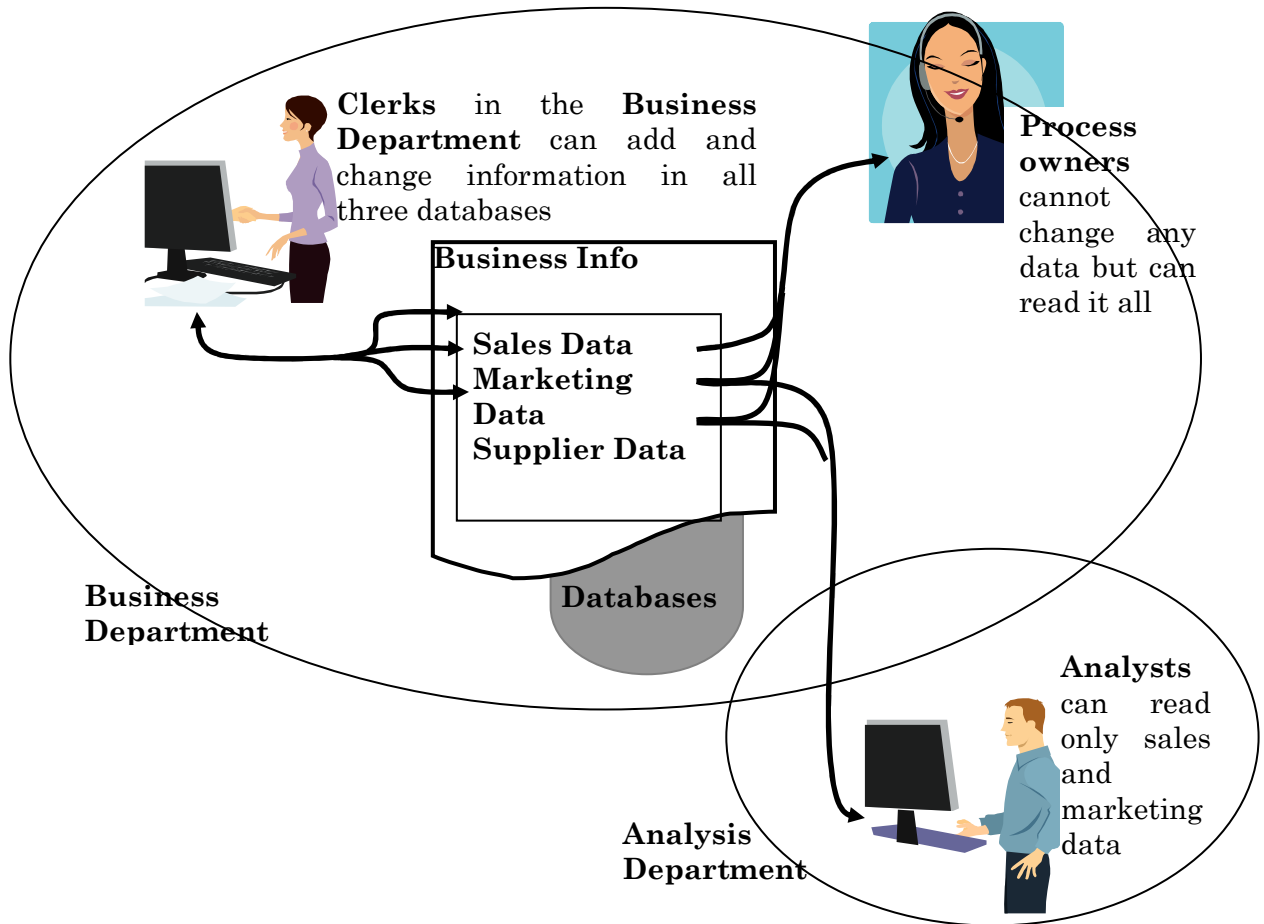 Clerks in the Business
Department can add and
change information in all
three databases
Process
owners
cannot
change any
data but can
read it all
Business Info
Sales Data
Marketing
Data
Supplier Data
Databases
Business
Department
Analysts
can read
only sales
and
marketing
data
Analysis
Department